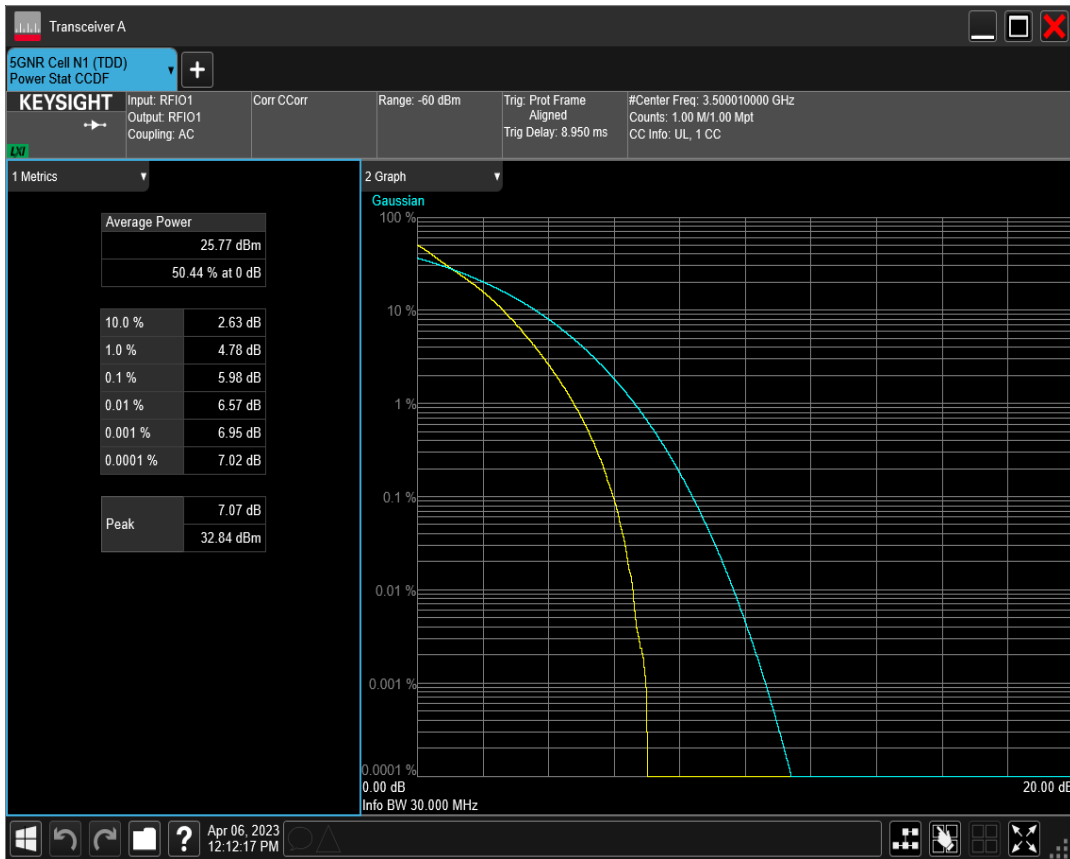 Transceiver A
5GNR Cell N1 (TDD)
Power Stat CCDF
+
KEYSIGHT
LXI
Input: RFIO1
Output: RFIO1
Coupling: AC
Corr CCorr
Range: -60 dBm
Trig: Prot Frame
Aligned
Trig Delay: 8.950 ms
#Center Freq: 3.500010000 GHz
Counts: 1.00 M/1.00 Mpt
CC Info: UL, 1 CC
1 Metrics
Average Power
25.77 dBm
50.44 % at 0 dB
10.0 % 2.63 dB
1.0 % 4.78 dB
0.1 % 5.98 dB
0.01 % 6.57 dB
0.001 % 6.95 dB
0.0001 % 7.02 dB
Peak 7.07 dB
32.84 dBm
2 Graph
Gaussian
100 %
10 %
1 %
0.1 %
0.01 %
0.001 %
0.0001 %
0.00 dB 20.00 dB
Info BW 30.000 MHz
?
Apr 06, 2023
12:12:17 PM